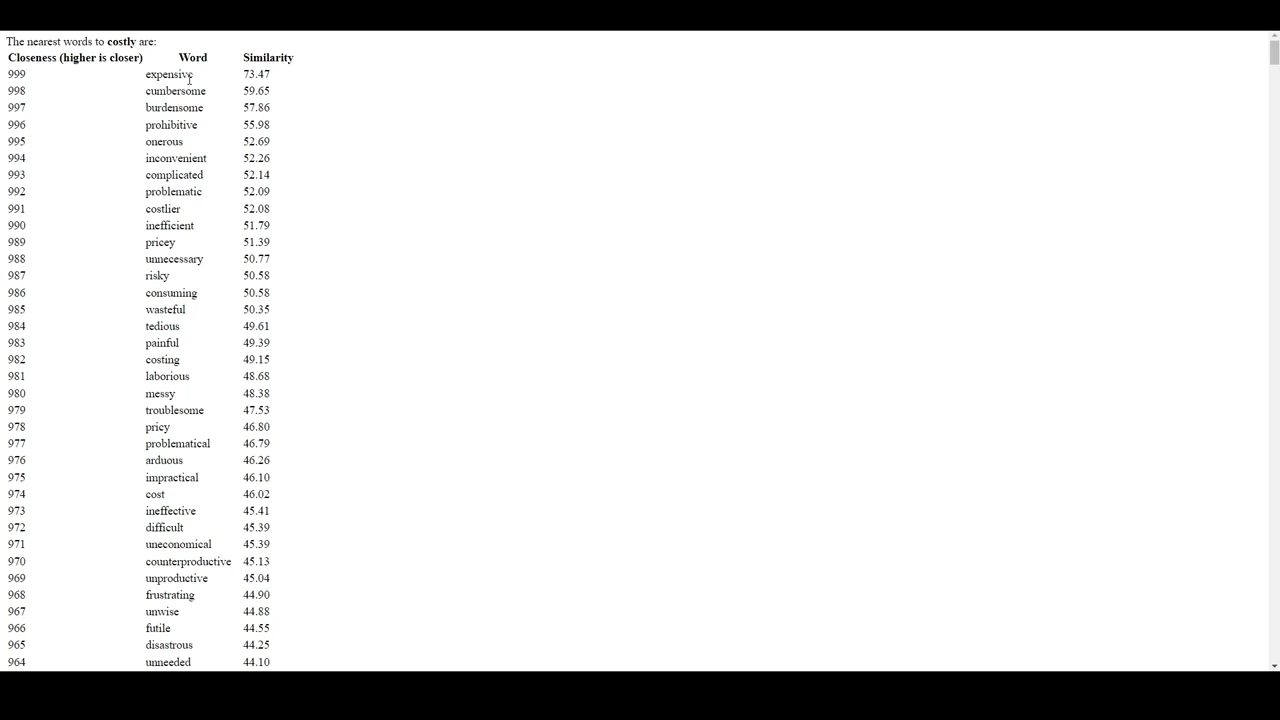 The nearest words to costly are:
Closeness (higher is closer) Word Similarity
999 expensive 73.47
998 cumbersome 59.65
997 burdensome 57.86
996 prohibitive 55.98
995 onerous 52.69
994 inconvenient 52.26
993 complicated 52.14
992 problematic 52.09
991 costlier 52.08
990 inefficient 51.79
989 pricey 51.39
988 unnecessary 50.77
987 risky 50.58
986 consuming 50.58
985 wasteful 50.35
984 tedious 49.61
983 painful 49.39
982 costing 49.15
981 laborious 48.68
980 messy 48.38
979 troublesome 47.53
978 pricy 46.80
977 problematical 46.79
976 arduous 46.26
975 impractical 46.10
974 cost 46.02
973 ineffective 45.41
972 difficult 45.39
971 uneconomical 45.39
970 counterproductive 45.13
969 unproductive 45.04
968 frustrating 44.90
967 unwise 44.88
966 futile 44.55
965 disastrous 44.25
964 unneeded 44.10